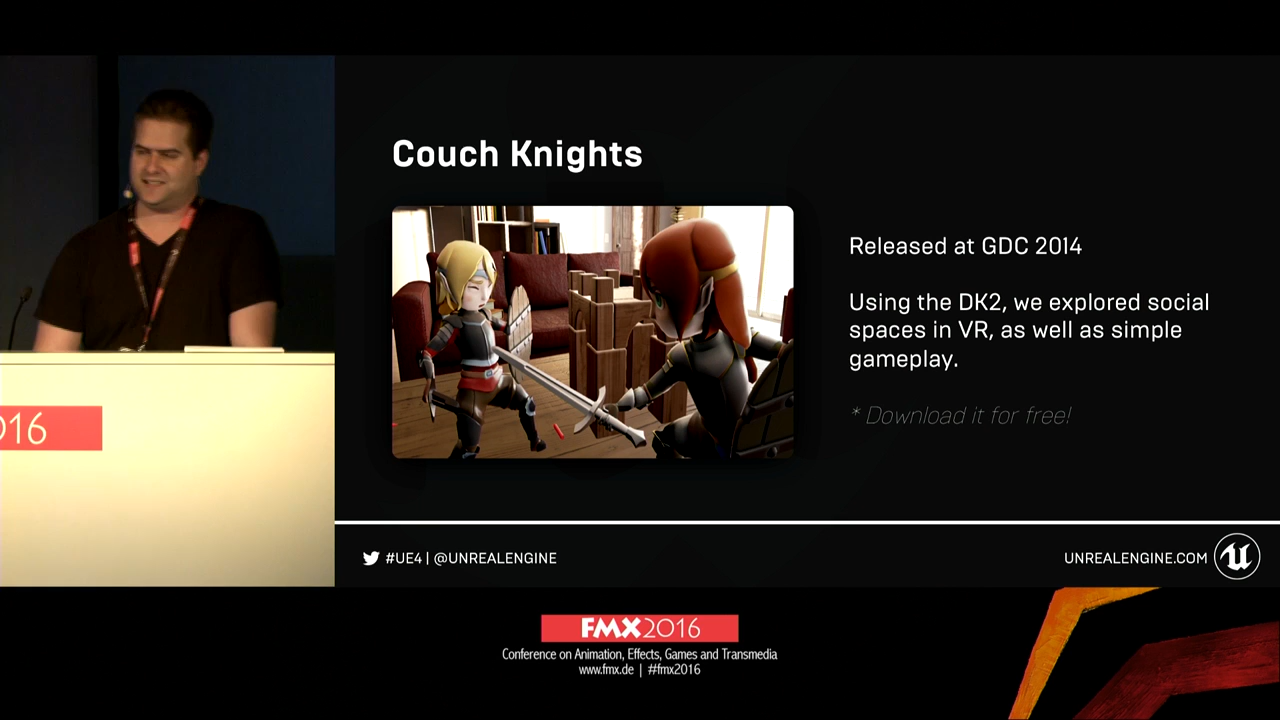 Couch Knights
Released at GDC 2014
Using the DK2, we explored social
spaces in VR, as well as simple
gameplay.
* Download it for free!
016
#UE4 | @UNREALENGINE
UNREALENGINE.COM
FMX2016
Conference on Animation, Effects, Games and Transmedia
www.fmx.de | #fmx2016